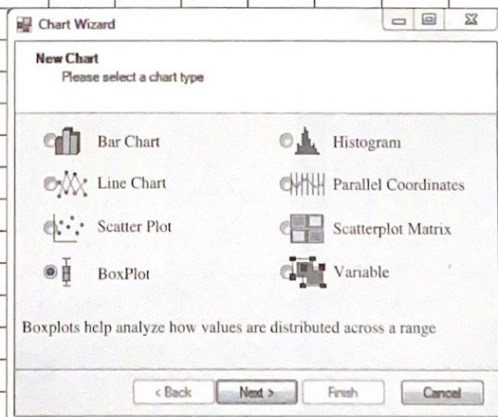 Chart Wizard
New Chart
Please select a chart type
Bar Chart
Histogram
Line Chart
Parallel Coordinates
Scatter Plot
Scatterplot Matrix
BoxPlot
Variable
Boxplots help analyze how values are distributed across a range
< Back Next > Finish Cancel